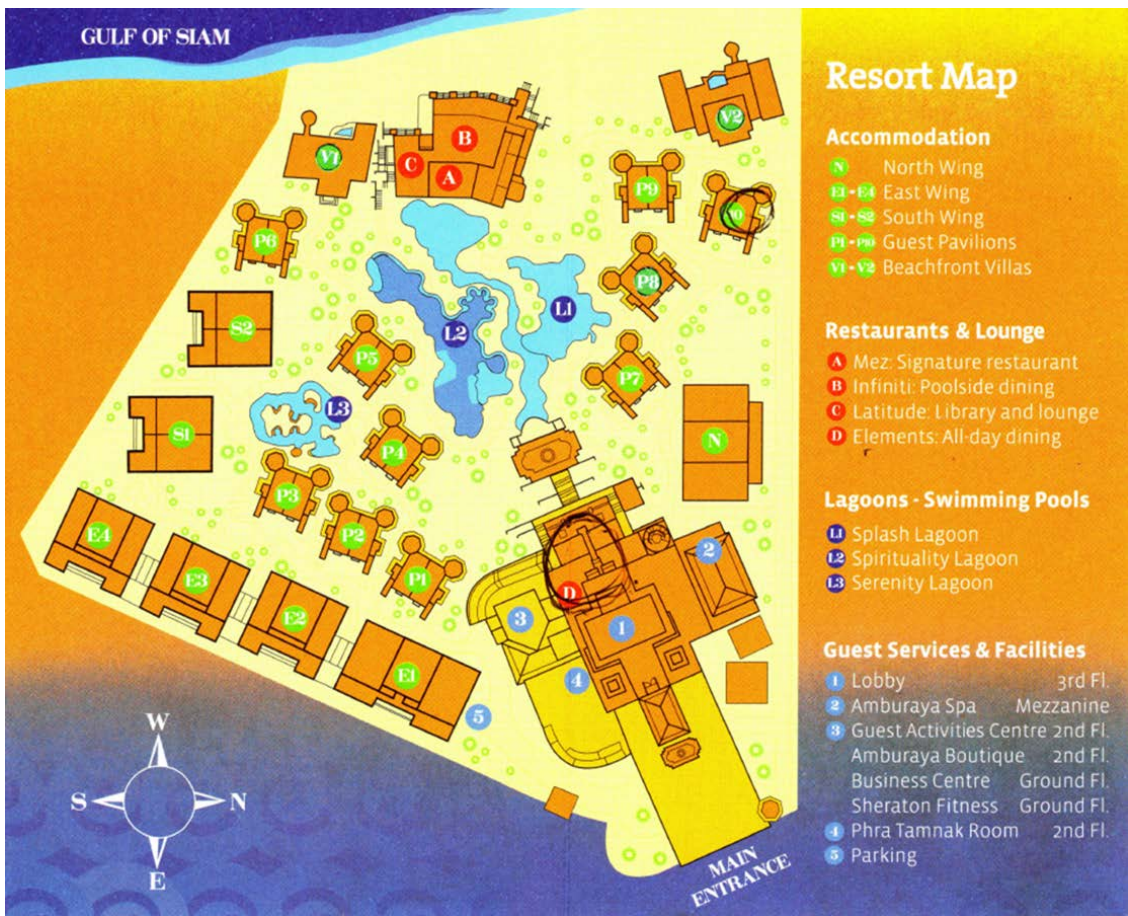 GULF OF SIAM
V2
V1
B
C
A
P9
P10
P6
P8
L1
L2
S2
P5
P7
L3
S1
P4
N
P3
P2
E4
P1
2
E3
D
3
1
E2
4
E1
5
W
S
N
E
MAIN
ENTRANCE
Resort Map
Accommodation
N North Wing
E1 - E4 East Wing
S1 - S2 South Wing
P1 - P10 Guest Pavilions
V1 - V2 Beachfront Villas
Restaurants & Lounge
A Mez: Signature restaurant
B Infiniti: Poolside dining
C Latitude: Library and lounge
D Elements: All-day dining
Lagoons - Swimming Pools
L1 Splash Lagoon
L2 Spirituality Lagoon
L3 Serenity Lagoon
Guest Services & Facilities
1 Lobby 3rd Fl.
2 Amburaya Spa Mezzanine
3 Guest Activities Centre 2nd Fl.
Amburaya Boutique 2nd Fl.
Business Centre Ground Fl.
Sheraton Fitness Ground Fl.
4 Phra Tamnak Room 2nd Fl.
5 Parking